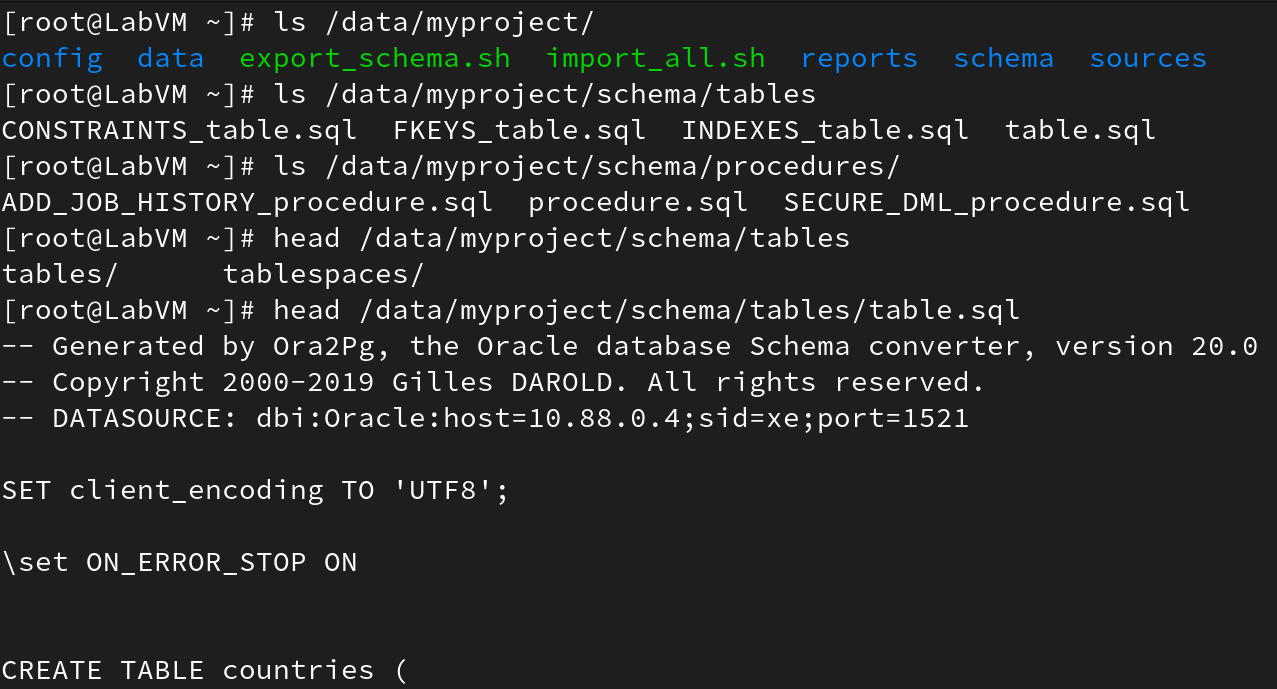 [root@LabVM ~]# ls /data/myproject/
config  data  export_schema.sh  import_all.sh  reports  schema  sources
[root@LabVM ~]# ls /data/myproject/schema/tables
CONSTRAINTS_table.sql  FKEYS_table.sql  INDEXES_table.sql  table.sql
[root@LabVM ~]# ls /data/myproject/schema/procedures/
ADD_JOB_HISTORY_procedure.sql  procedure.sql  SECURE_DML_procedure.sql
[root@LabVM ~]# head /data/myproject/schema/tables
tables/      tablespaces/
[root@LabVM ~]# head /data/myproject/schema/tables/table.sql
-- Generated by Ora2Pg, the Oracle database Schema converter, version 20.0
-- Copyright 2000-2019 Gilles DAROLD. All rights reserved.
-- DATASOURCE: dbi:Oracle:host=10.88.0.4;sid=xe;port=1521
SET client_encoding TO 'UTF8';
\set ON_ERROR_STOP ON
CREATE TABLE countries (